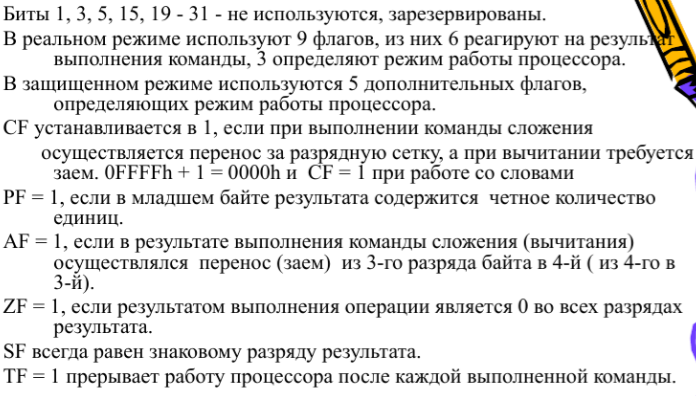 Биты 1, 3, 5, 15, 19 - 31 - не используются, зарезервированы.
В реальном режиме используют 9 флагов, из них 6 реагируют на результат
выполнения команды, 3 определяют режим работы процессора.
В защищенном режиме используются 5 дополнительных флагов,
определяющих режим работы процессора.
CF устанавливается в 1, если при выполнении команды сложения
осуществляется перенос за разрядную сетку, а при вычитании требуется
заем. 0FFFFh + 1 = 0000h и CF = 1 при работе со словами
PF = 1, если в младшем байте результата содержится четное количество
единиц.
AF = 1, если в результате выполнения команды сложения (вычитания)
осуществлялся перенос (заем) из 3-го разряда байта в 4-й ( из 4-го в
3-й).
ZF = 1, если результатом выполнения операции является 0 во всех разрядах
результата.
SF всегда равен знаковому разряду результата.
TF = 1 прерывает работу процессора после каждой выполненной команды.